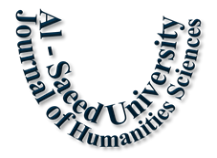 Al - Saeed University
Journal of Humanities Sciences